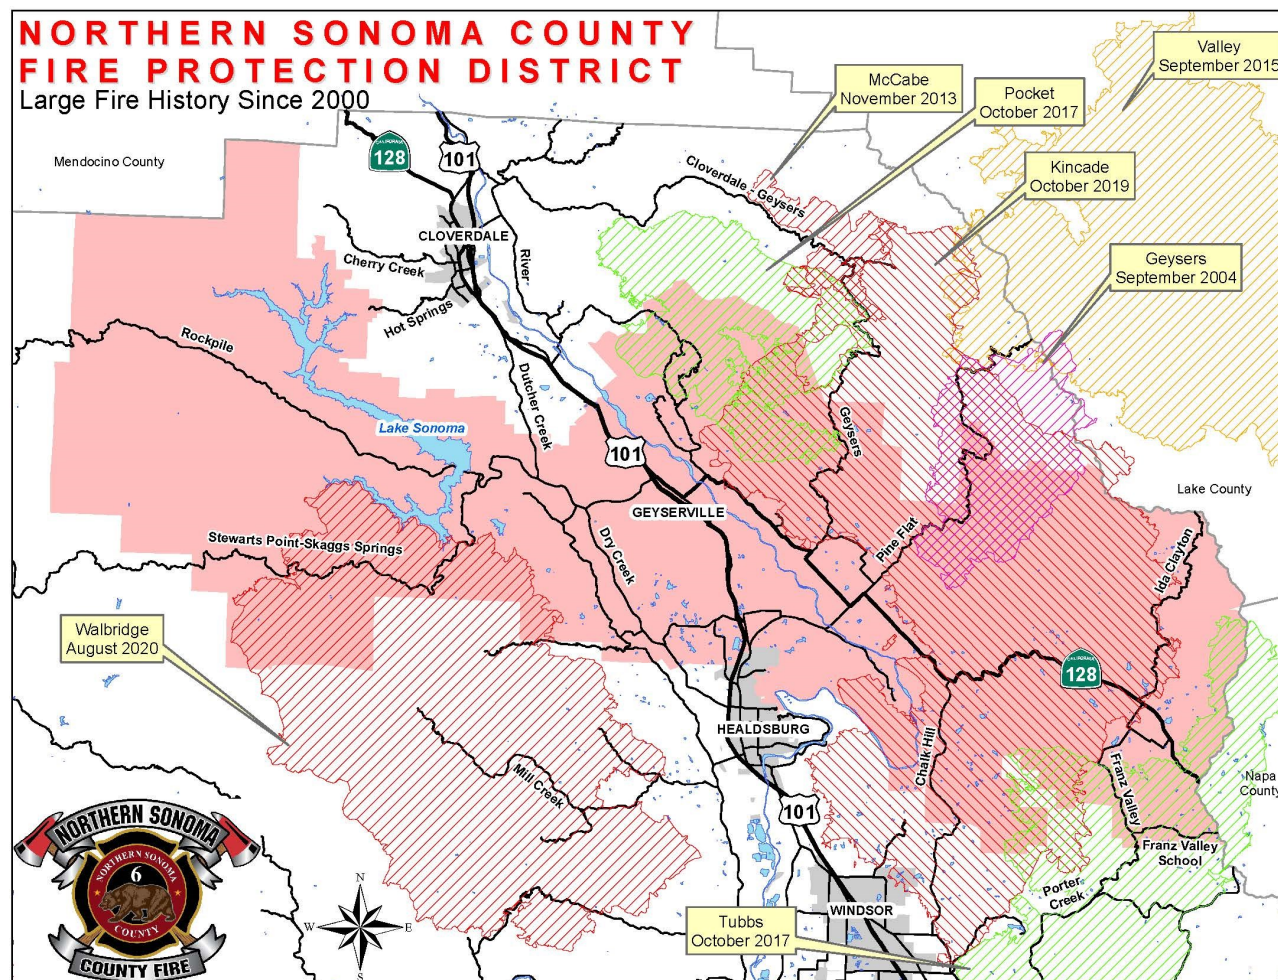 NORTHERN SONOMA COUNTY
FIRE PROTECTION DISTRICT
Large Fire History Since 2000
Valley
September 2015
McCabe
November 2013
Pocket
October 2017
Kincade
October 2019
Geysers
September 2004
Mendocino County
CALIFORNIA
128
101
Cloverdale - Geysers
CLOVERDALE
River
Cherry Creek
Hot Springs
Rockpile
Dutcher Creek
Lake Sonoma
Geysers
101
GEYSERVILLE
Lake County
Stewarts Point-Skaggs Springs
Dry Creek
Pine Flat
Ida Clayton
Walbridge
August 2020
CALIFORNIA
128
HEALDSBURG
Chalk Hill
Mill Creek
Franz Valley
Napa
County
101
Franz Valley
School
Porter
Creek
WINDSOR
Tubbs
October 2017
NORTHERN SONOMA
NORTHERN SONOMA
6
COUNTY
COUNTY FIRE
N
W
E
S